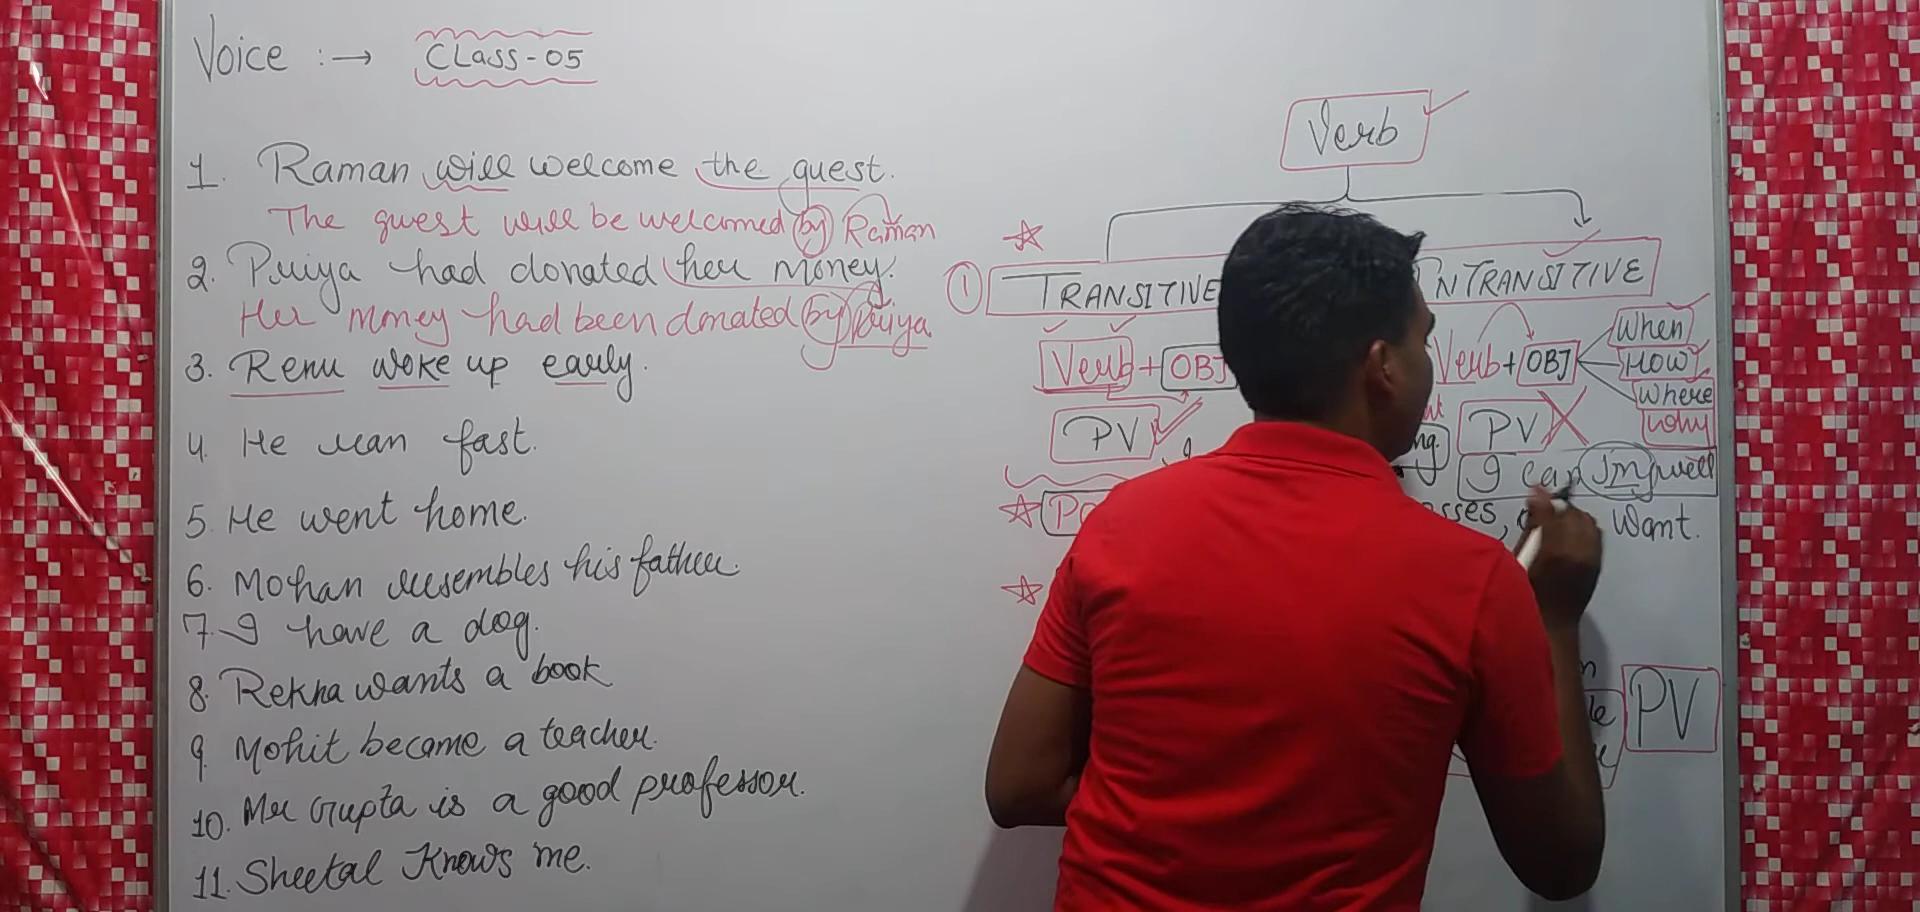 Voice :→ CLass-05
1. Raman will welcome the guest.
The guest will be welcomed by Raman
2. Priya had donated her money.
Her money had been donated by Priya.
3. Renu woke up early.
4. He ran fast.
5. He went home.
6. Mohan resembles his father.
7. I have a dog.
8. Rekha wants a book
9. Mohit became a teacher.
10. Mr Gupta is a good professor.
11. Sheetal Knows me.
Verb
1 TRANSITIVE
Verb + OBJ
PV
INTRANSITIVE
Verb + OBJ
When
How
Where
Why
PV
I can
well
Want.
PV